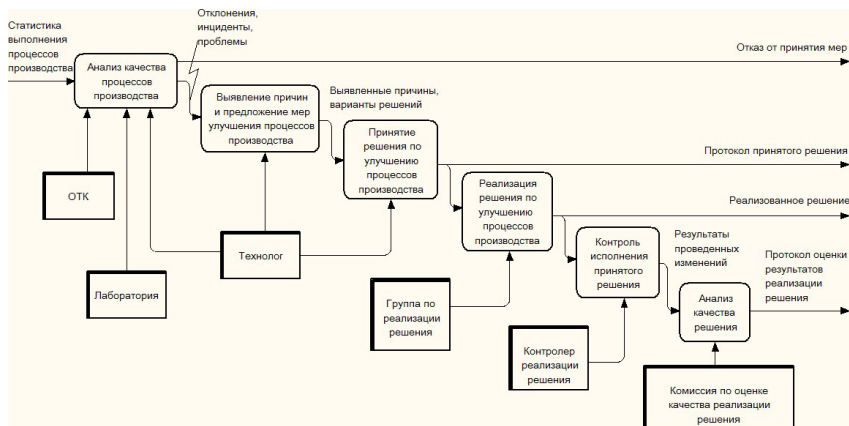 Статистика
выполнения
процессов
производства
Отклонения,
инциденты,
проблемы
Отказ от принятия мер
Анализ качества
процессов
производства
Выявление причин
и предложение мер
улучшения процессов
производства
Выявленные причины,
варианты решений
Принятие
решения по
улучшению
процессов
производства
Протокол принятого решения
Реализация
решения по
улучшению
процессов
производства
Реализованное решение
ОТК
Технолог
Лаборатория
Контроль
исполнения
принятого
решения
Результаты
проведенных
изменений
Протокол оценки
результатов
реализации
решения
Группа по
реализации
решения
Анализ
качества
решения
Контролер
реализации
решения
Комиссия по оценке
качества реализации
решения